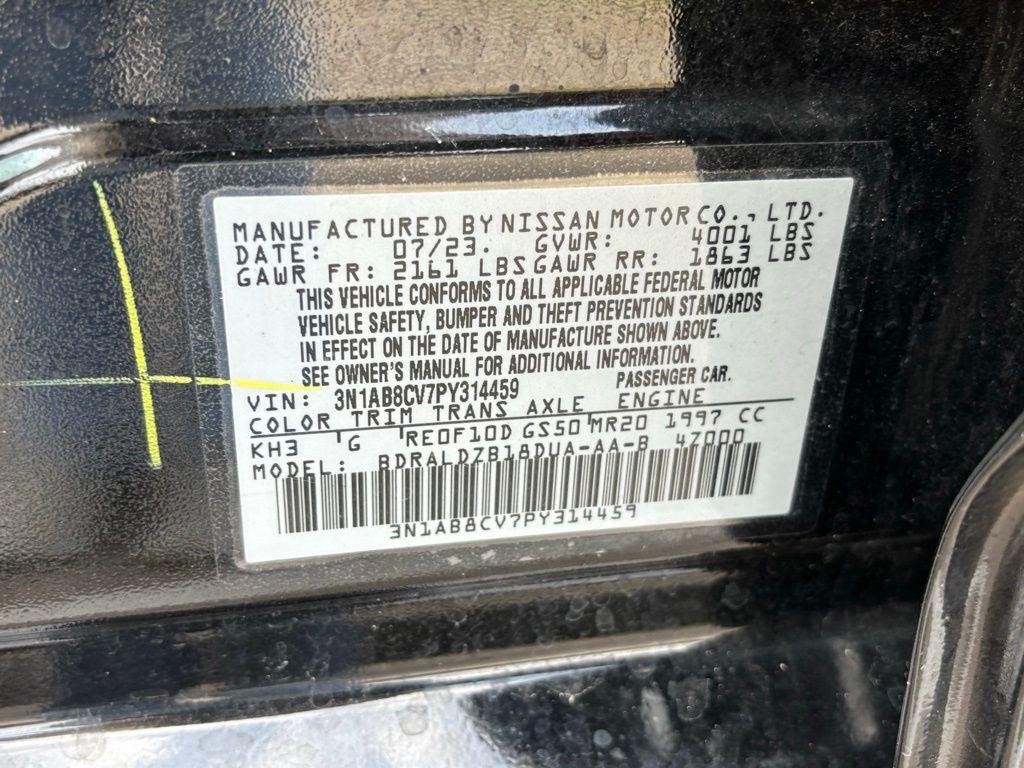 MANUFACTURED BY NISSAN MOTOR CO., LTD.
DATE: 07/23. GVWR: 4001 LBS
GAWR FR: 2161 LBS GAWR RR: 1863 LBS
THIS VEHICLE CONFORMS TO ALL APPLICABLE FEDERAL MOTOR
VEHICLE SAFETY, BUMPER AND THEFT PREVENTION STANDARDS
IN EFFECT ON THE DATE OF MANUFACTURE SHOWN ABOVE.
SEE OWNER'S MANUAL FOR ADDITIONAL INFORMATION.
VIN: 3N1AB8CV7PY314459 PASSENGER CAR.
COLOR TRIM TRANS AXLE ENGINE
KH3 G RE0F10D GS50 MR20 1997 CC
MODEL: BDRALDZB18DUA-AA-B 4Z000
3N1AB8CV7PY314459